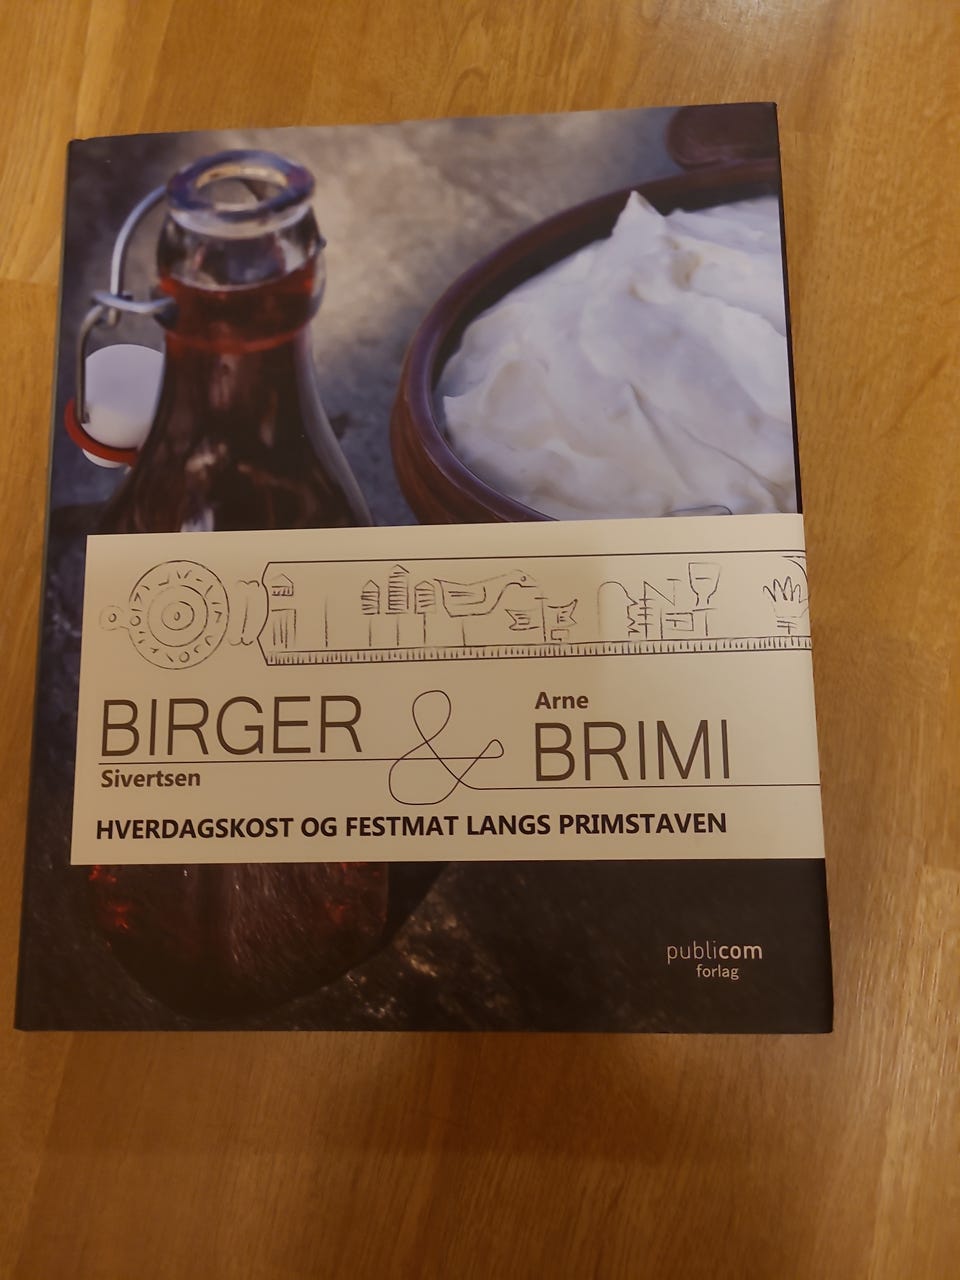 BIRGER
Sivertsen
&
Arne
BRIMI
HVERDAGSKOST OG FESTMAT LANGS PRIMSTAVEN
publicom
forlag